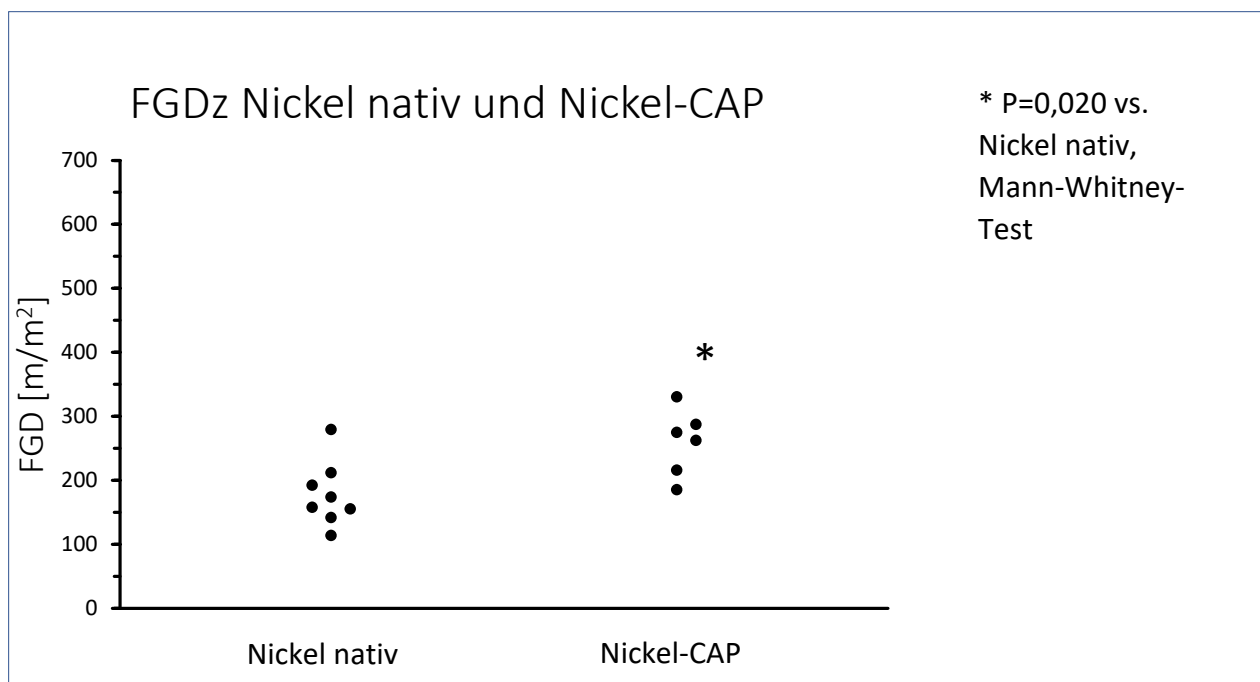 FGDz Nickel nativ und Nickel-CAP
* P=0,020 vs.
Nickel nativ,
Mann-Whitney-
Test
700
600
500
400
300
200
100
0
FGD [m/m²]
*
Nickel nativ
Nickel-CAP